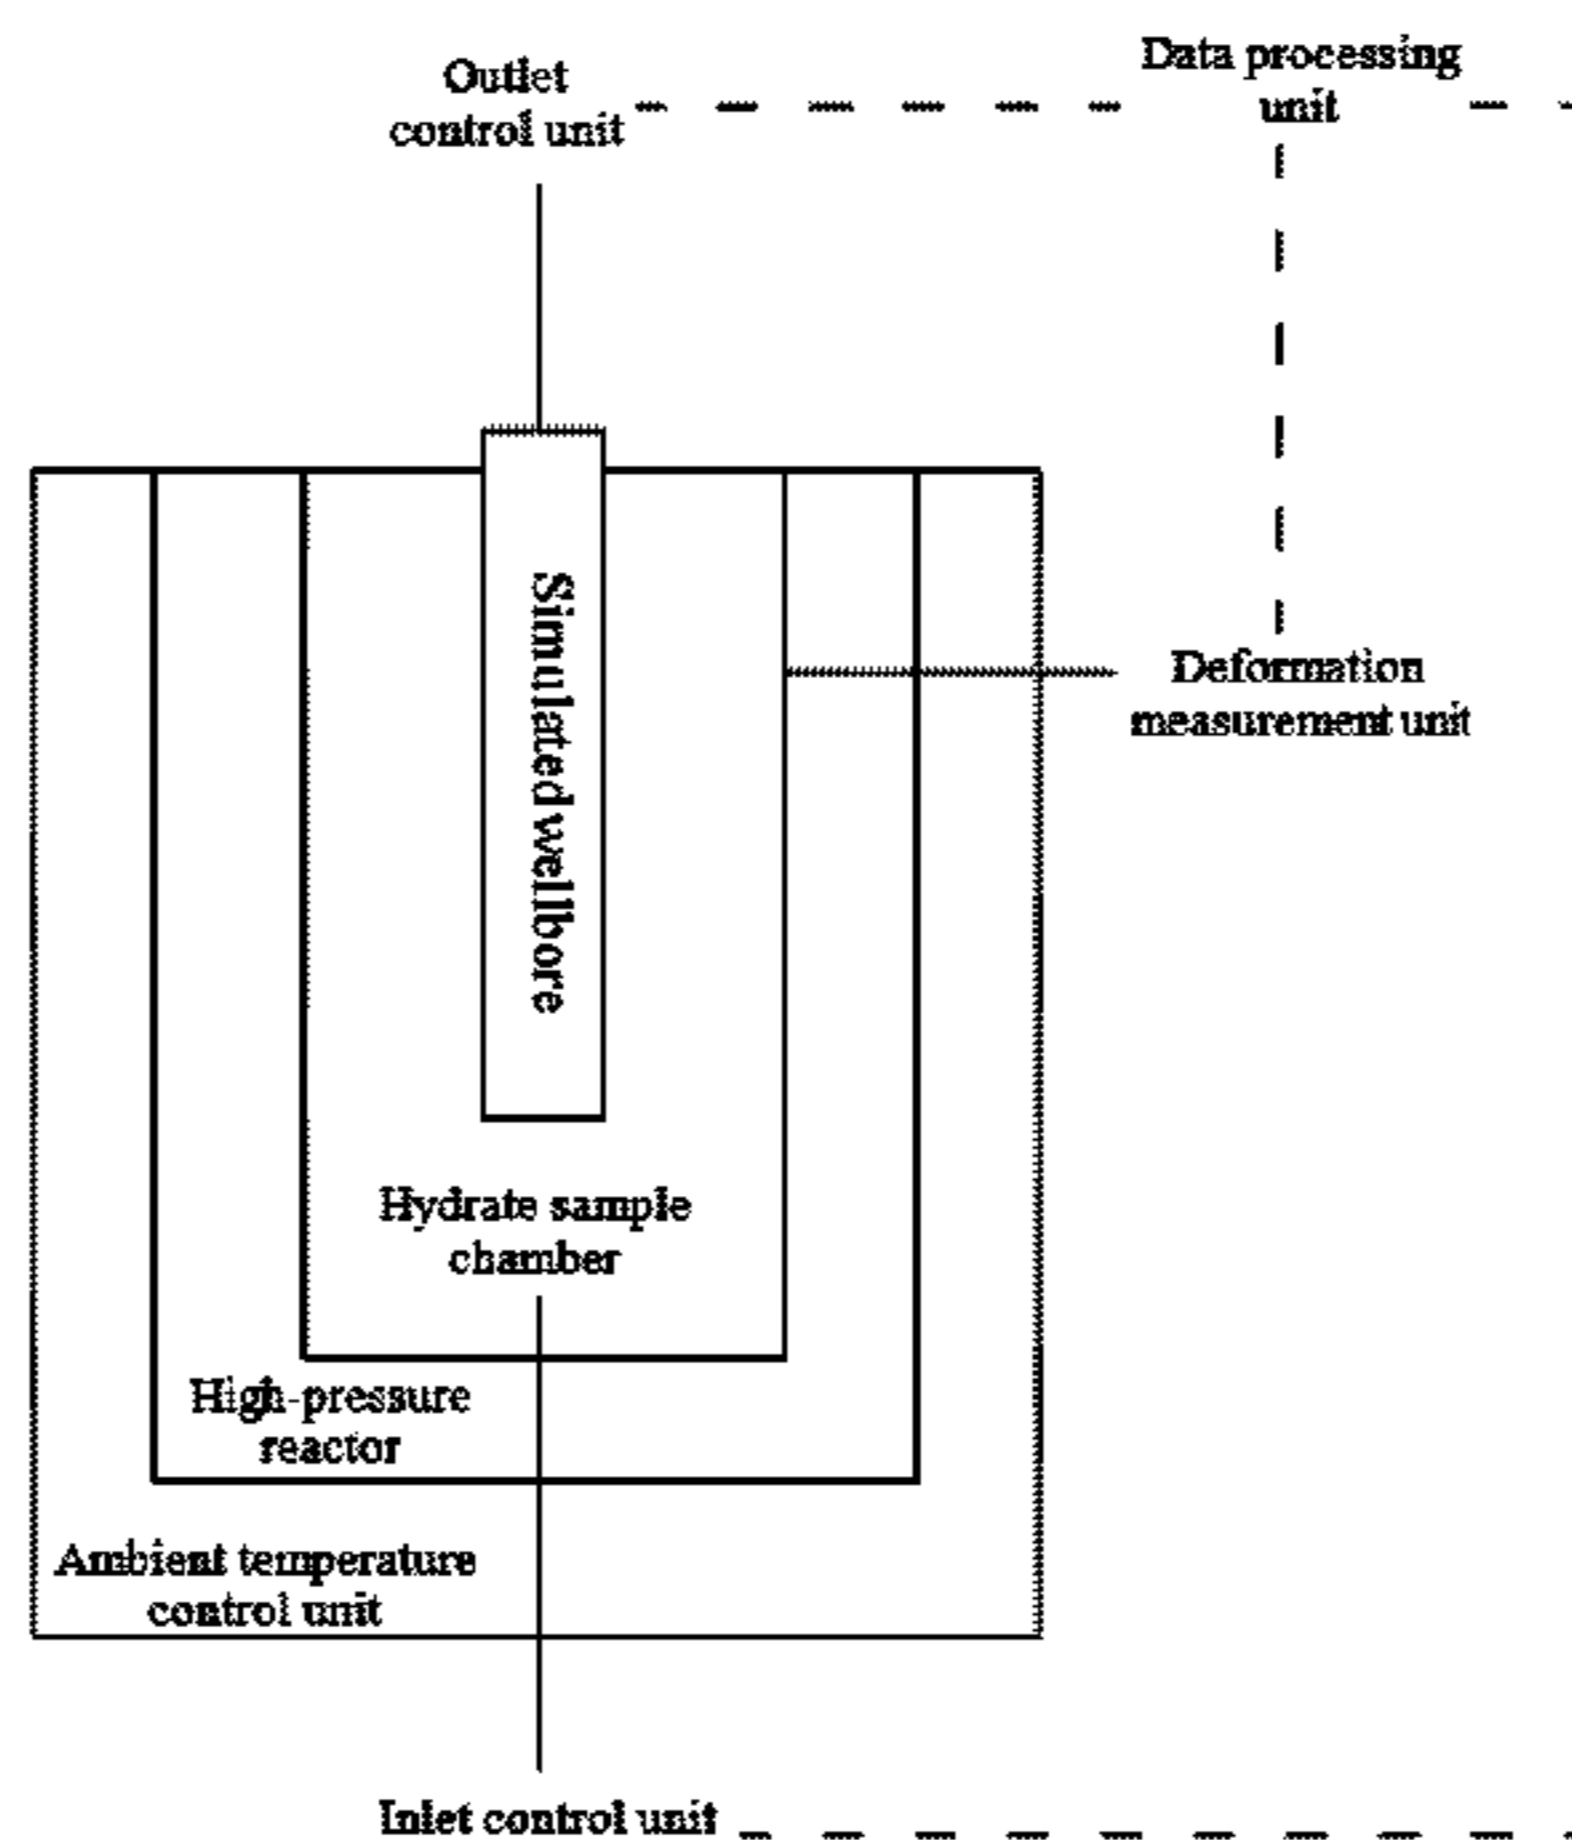 Outlet
control unit
Data processing
unit
Simulated wellbore
Deformation
measurement unit
Hydrate sample
chamber
High-pressure
reactor
Ambient temperature
control unit
Inlet control unit